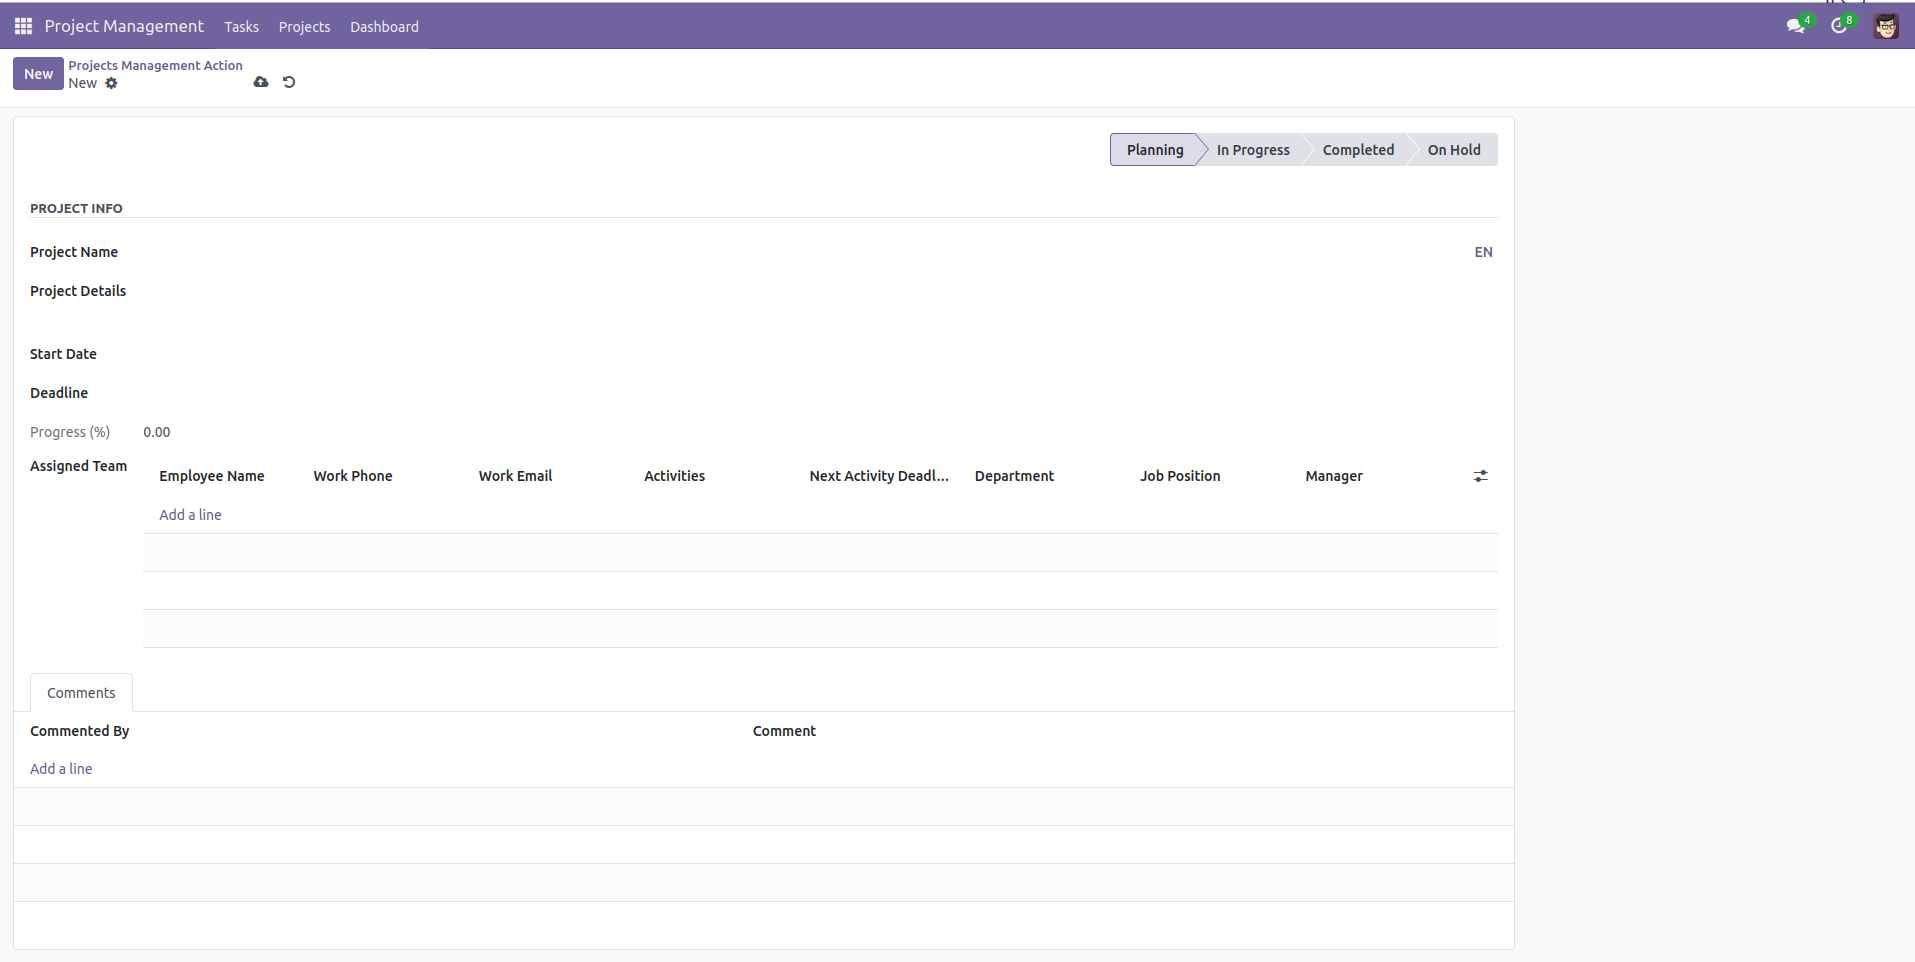 Project Management Tasks Projects Dashboard 4 8
New Projects Management Action
New
Planning In Progress Completed On Hold
PROJECT INFO
Project Name EN
Project Details
Start Date
Deadline
Progress (%) 0.00
Assigned Team
Employee Name Work Phone Work Email Activities Next Activity Deadl... Department Job Position Manager
Add a line
Comments
Commented By Comment
Add a line